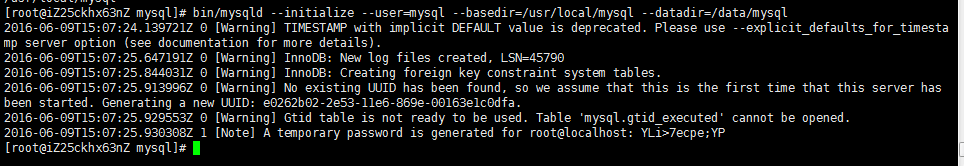 [root@iZ25ckhx63nZ mysql]# bin/mysqld --initialize --user=mysql --basedir=/usr/local/mysql --datadir=/data/mysql
2016-06-09T15:07:24.139721Z 0 [Warning] TIMESTAMP with implicit DEFAULT value is deprecated. Please use --explicit_defaults_for_timesta
mp server option (see documentation for more details).
2016-06-09T15:07:25.647191Z 0 [Warning] InnoDB: New log files created, LSN=45790
2016-06-09T15:07:25.844031Z 0 [Warning] InnoDB: Creating foreign key constraint system tables.
2016-06-09T15:07:25.913996Z 0 [Warning] No existing UUID has been found, so we assume that this is the first time that this server has
been started. Generating a new UUID: e0262b02-2e53-11e6-869e-00163e1c0dfa.
2016-06-09T15:07:25.929553Z 0 [Warning] Gtid table is not ready to be used. Table 'mysql.gtid_executed' cannot be opened.
2016-06-09T15:07:25.930308Z 1 [Note] A temporary password is generated for root@localhost: YLi>7ecpe;YP
[root@iZ25ckhx63nZ mysql]#